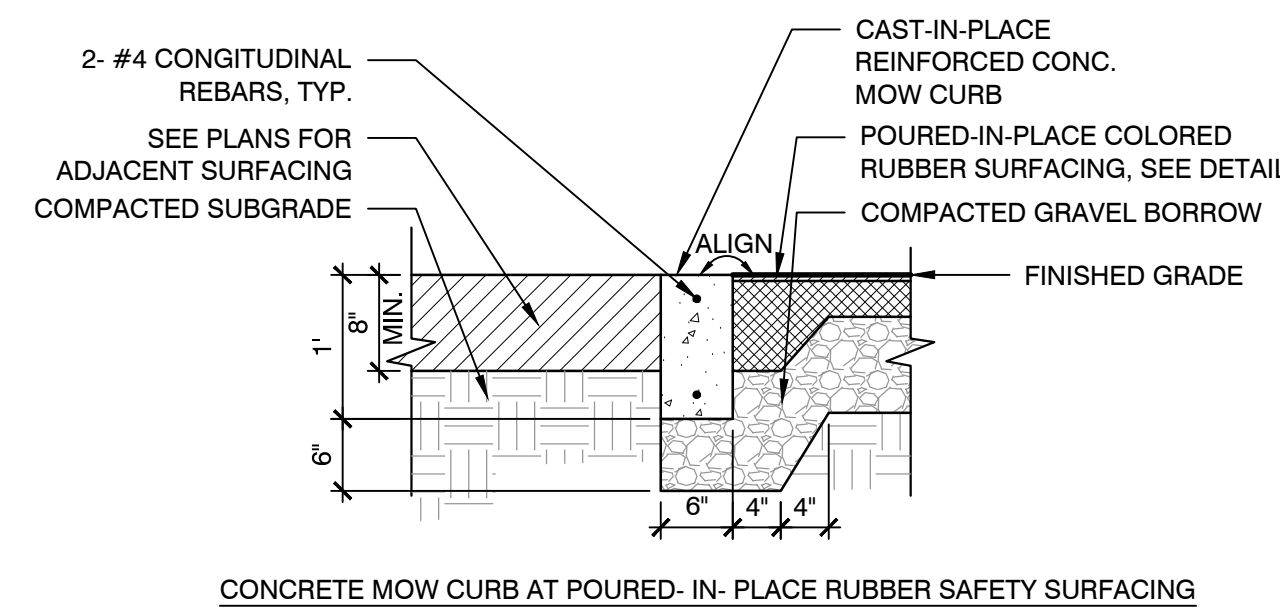 2- #4 CONGITUDINAL
REBARS, TYP.
SEE PLANS FOR
ADJACENT SURFACING
COMPACTED SUBGRADE
CAST-IN-PLACE
REINFORCED CONC.
MOW CURB
POURED-IN-PLACE COLORED
RUBBER SURFACING, SEE DETAIL
COMPACTED GRAVEL BORROW
ALIGN
FINISHED GRADE
1'
8"
MIN.
6"
6"
4"
4"
CONCRETE MOW CURB AT POURED- IN- PLACE RUBBER SAFETY SURFACING